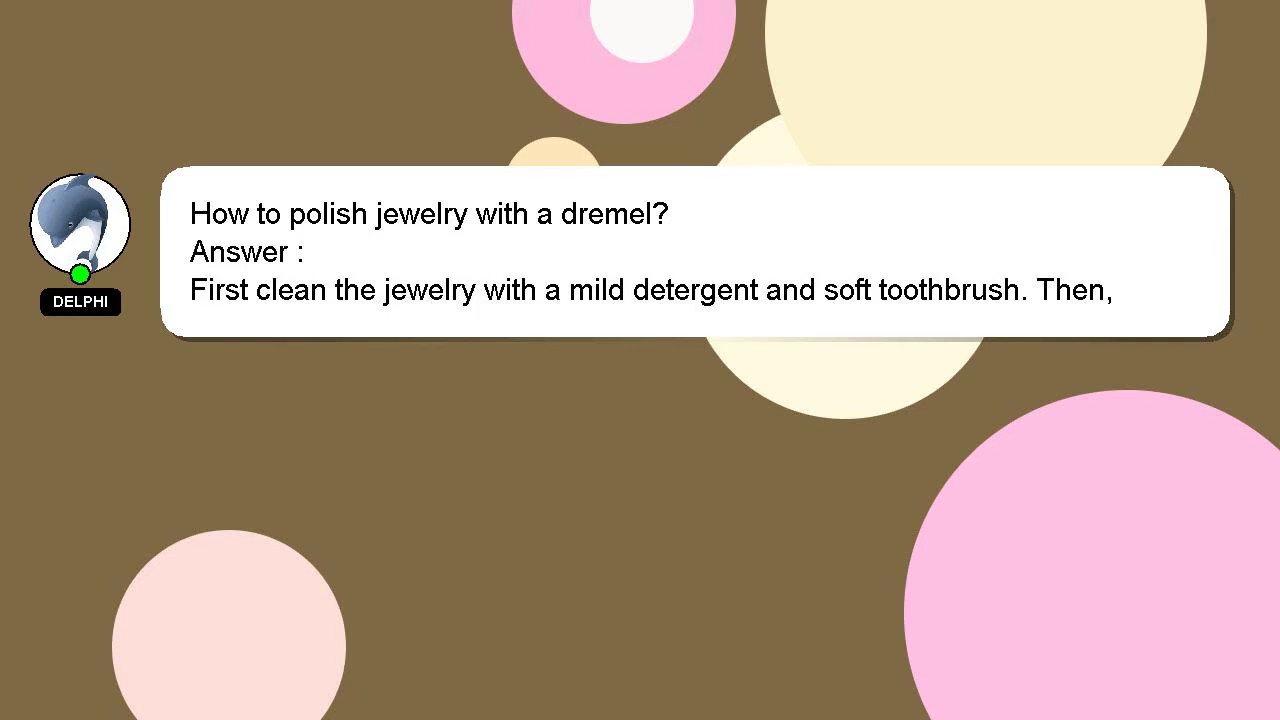 How to polish jewelry with a dremel?
Answer :
First clean the jewelry with a mild detergent and soft toothbrush. Then,
DELPHI